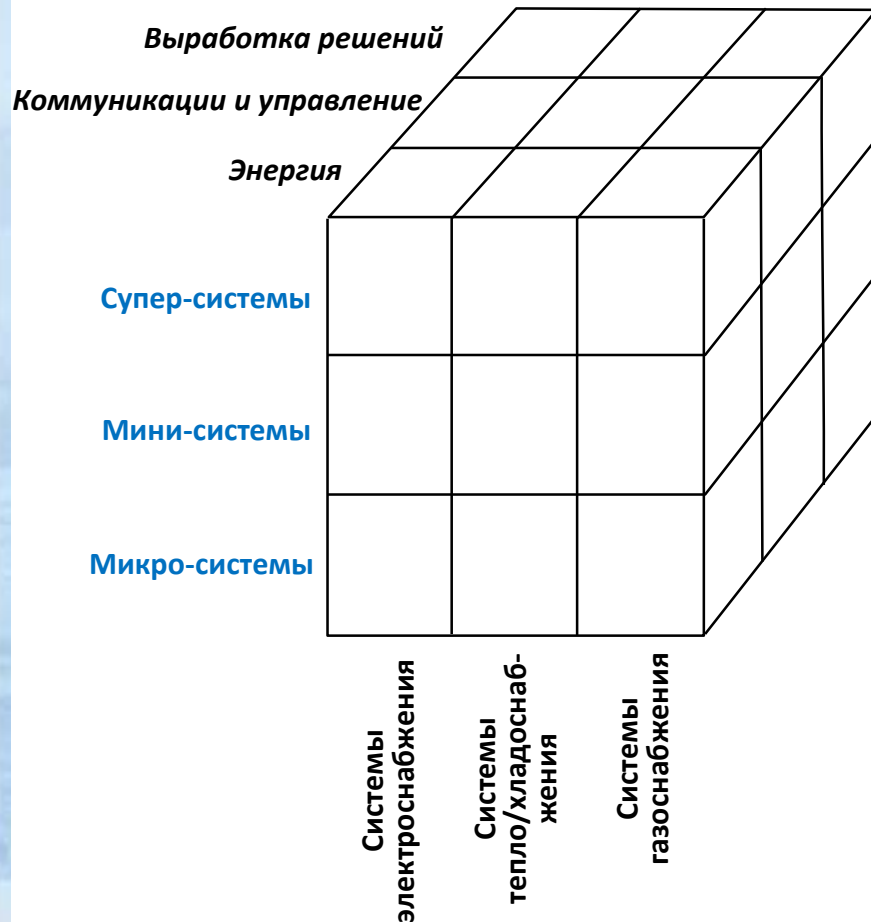 Выработка решений
Коммуникации и управление
Энергия
Супер-системы
Мини-системы
Микро-системы
Системы
электроснабжения
Системы
тепло/хладоснаб-
жения
Системы
газоснабжения